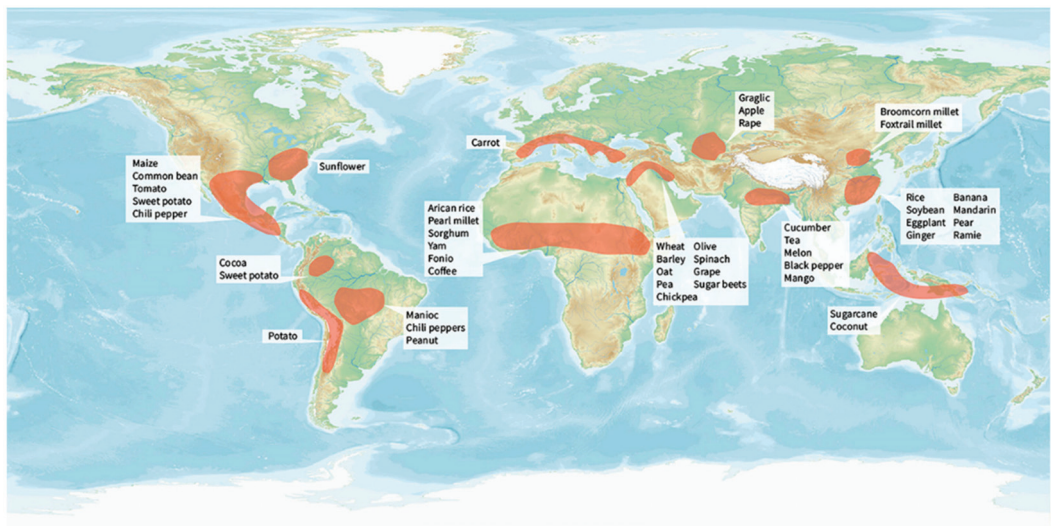 Graglic
Apple
Rape
Broomcorn millet
Foxtrail millet
Carrot
Maize
Common bean
Tomato
Sweet potato
Chili pepper
Sunflower
Arican rice
Pearl millet
Sorghum
Yam
Fonio
Coffee
Rice
Soybean
Eggplant
Ginger
Banana
Mandarin
Pear
Ramie
Cucumber
Tea
Melon
Black pepper
Mango
Wheat
Barley
Oat
Pea
Chickpea
Olive
Spinach
Grape
Sugar beets
Cocoa
Sweet potato
Manioc
Chili peppers
Peanut
Potato
Sugarcane
Coconut